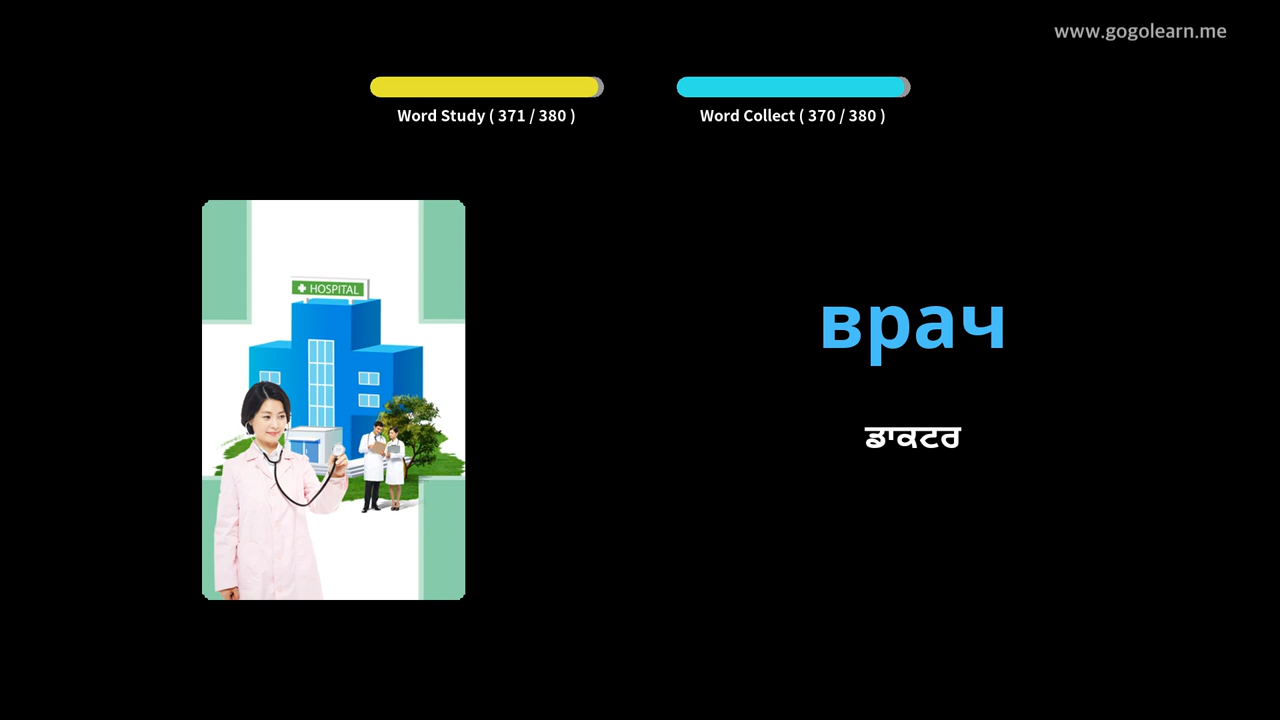 www.gogolearn.me
Word Study ( 371 / 380 )
Word Collect ( 370 / 380 )
HOSPITAL
врач
ਡਾਕਟਰ